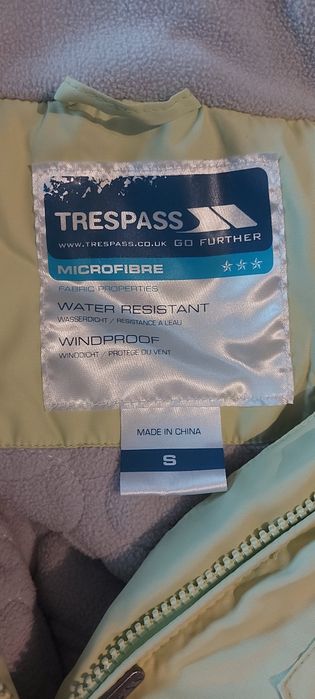 TRESPASS
WWW.TRESPASS.CO.UK GO FURTHER
MICROFIBRE
FABRIC PROPERTIES
WATER RESISTANT
WASSERDICHT / RESISTANCE A L'EAU
WINDPROOF
WINDDICHT / PROTEGE DU VENT
MADE IN CHINA
S